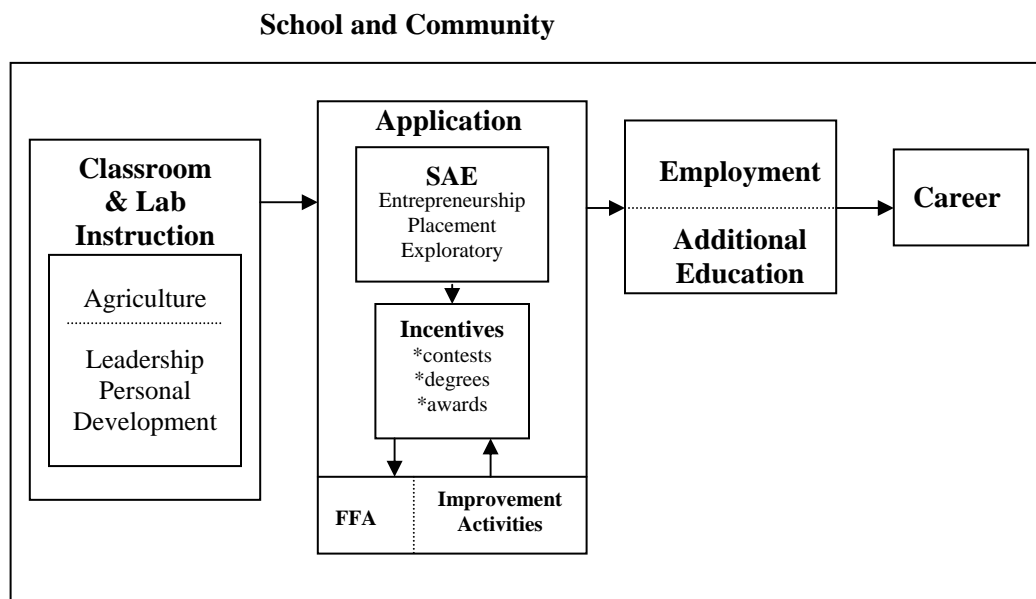 School and Community
Classroom
& Lab
Instruction
Agriculture
Leadership
Personal
Development
Application
SAE
Entrepreneurship
Placement
Exploratory
Incentives
*contests
*degrees
*awards
FFA
Improvement
Activities
Employment
Additional
Education
Career